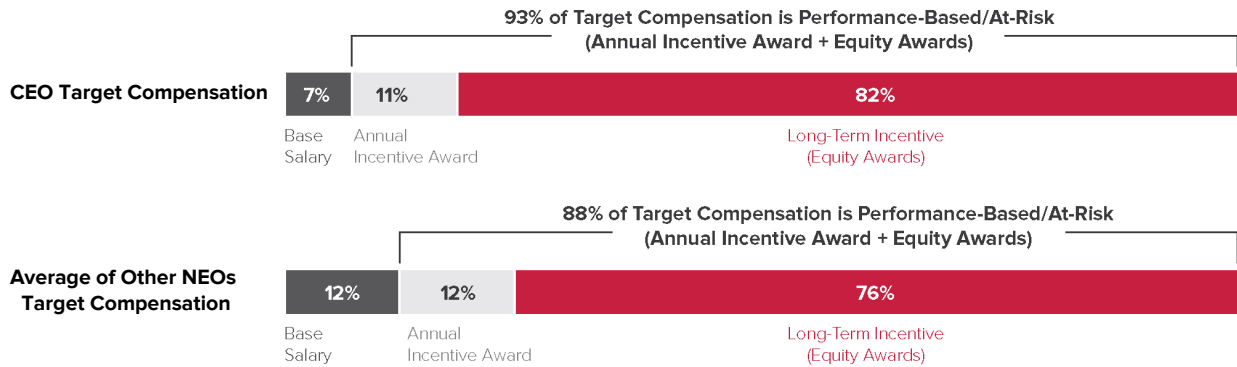 93% of Target Compensation is Performance-Based/At-Risk
(Annual Incentive Award + Equity Awards)
CEO Target Compensation
7%
11%
82%
Base
Salary
Annual
Incentive Award
Long-Term Incentive
(Equity Awards)
88% of Target Compensation is Performance-Based/At-Risk
(Annual Incentive Award + Equity Awards)
Average of Other NEOs
Target Compensation
12%
12%
76%
Base
Salary
Annual
Incentive Award
Long-Term Incentive
(Equity Awards)